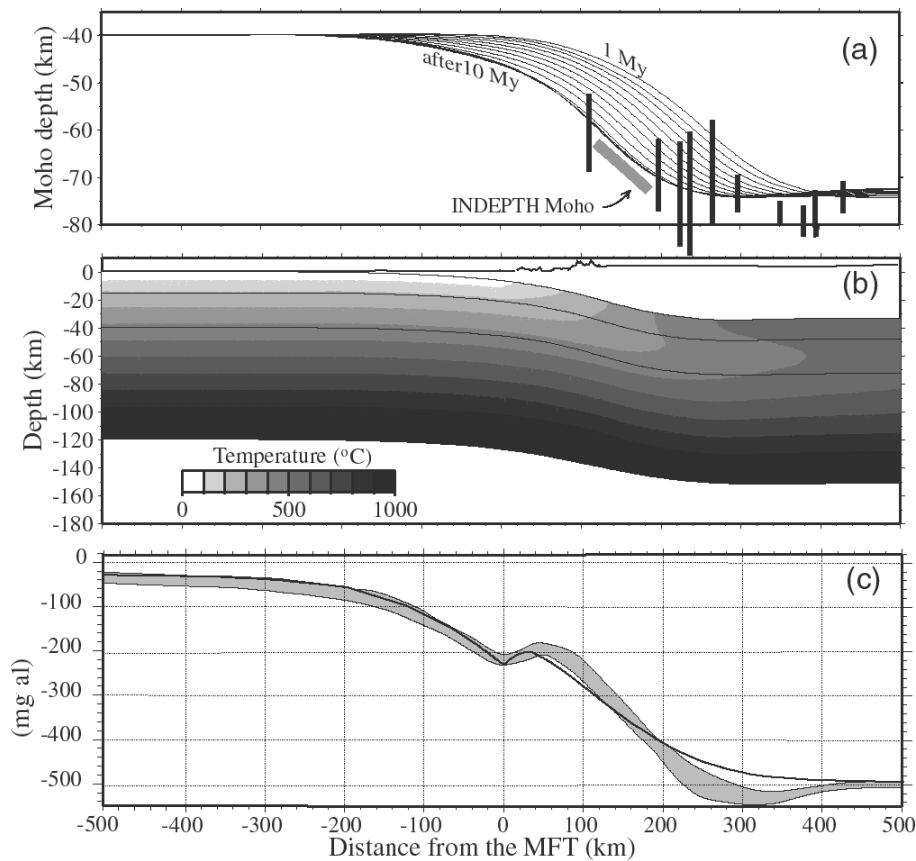 -40
-50
-60
-70
-80
Moho depth (km)
(a)
1 My
after10 My
INDEPTH Moho
0
-20
-40
-60
-80
-100
-120
-140
-160
-180
Depth (km)
(b)
Temperature (°C)
0 500 1000
0
-100
-200
-300
-400
-500
(mg al)
(c)
-500 -400 -300 -200 -100 0 100 200 300 400 500
Distance from the MFT (km)